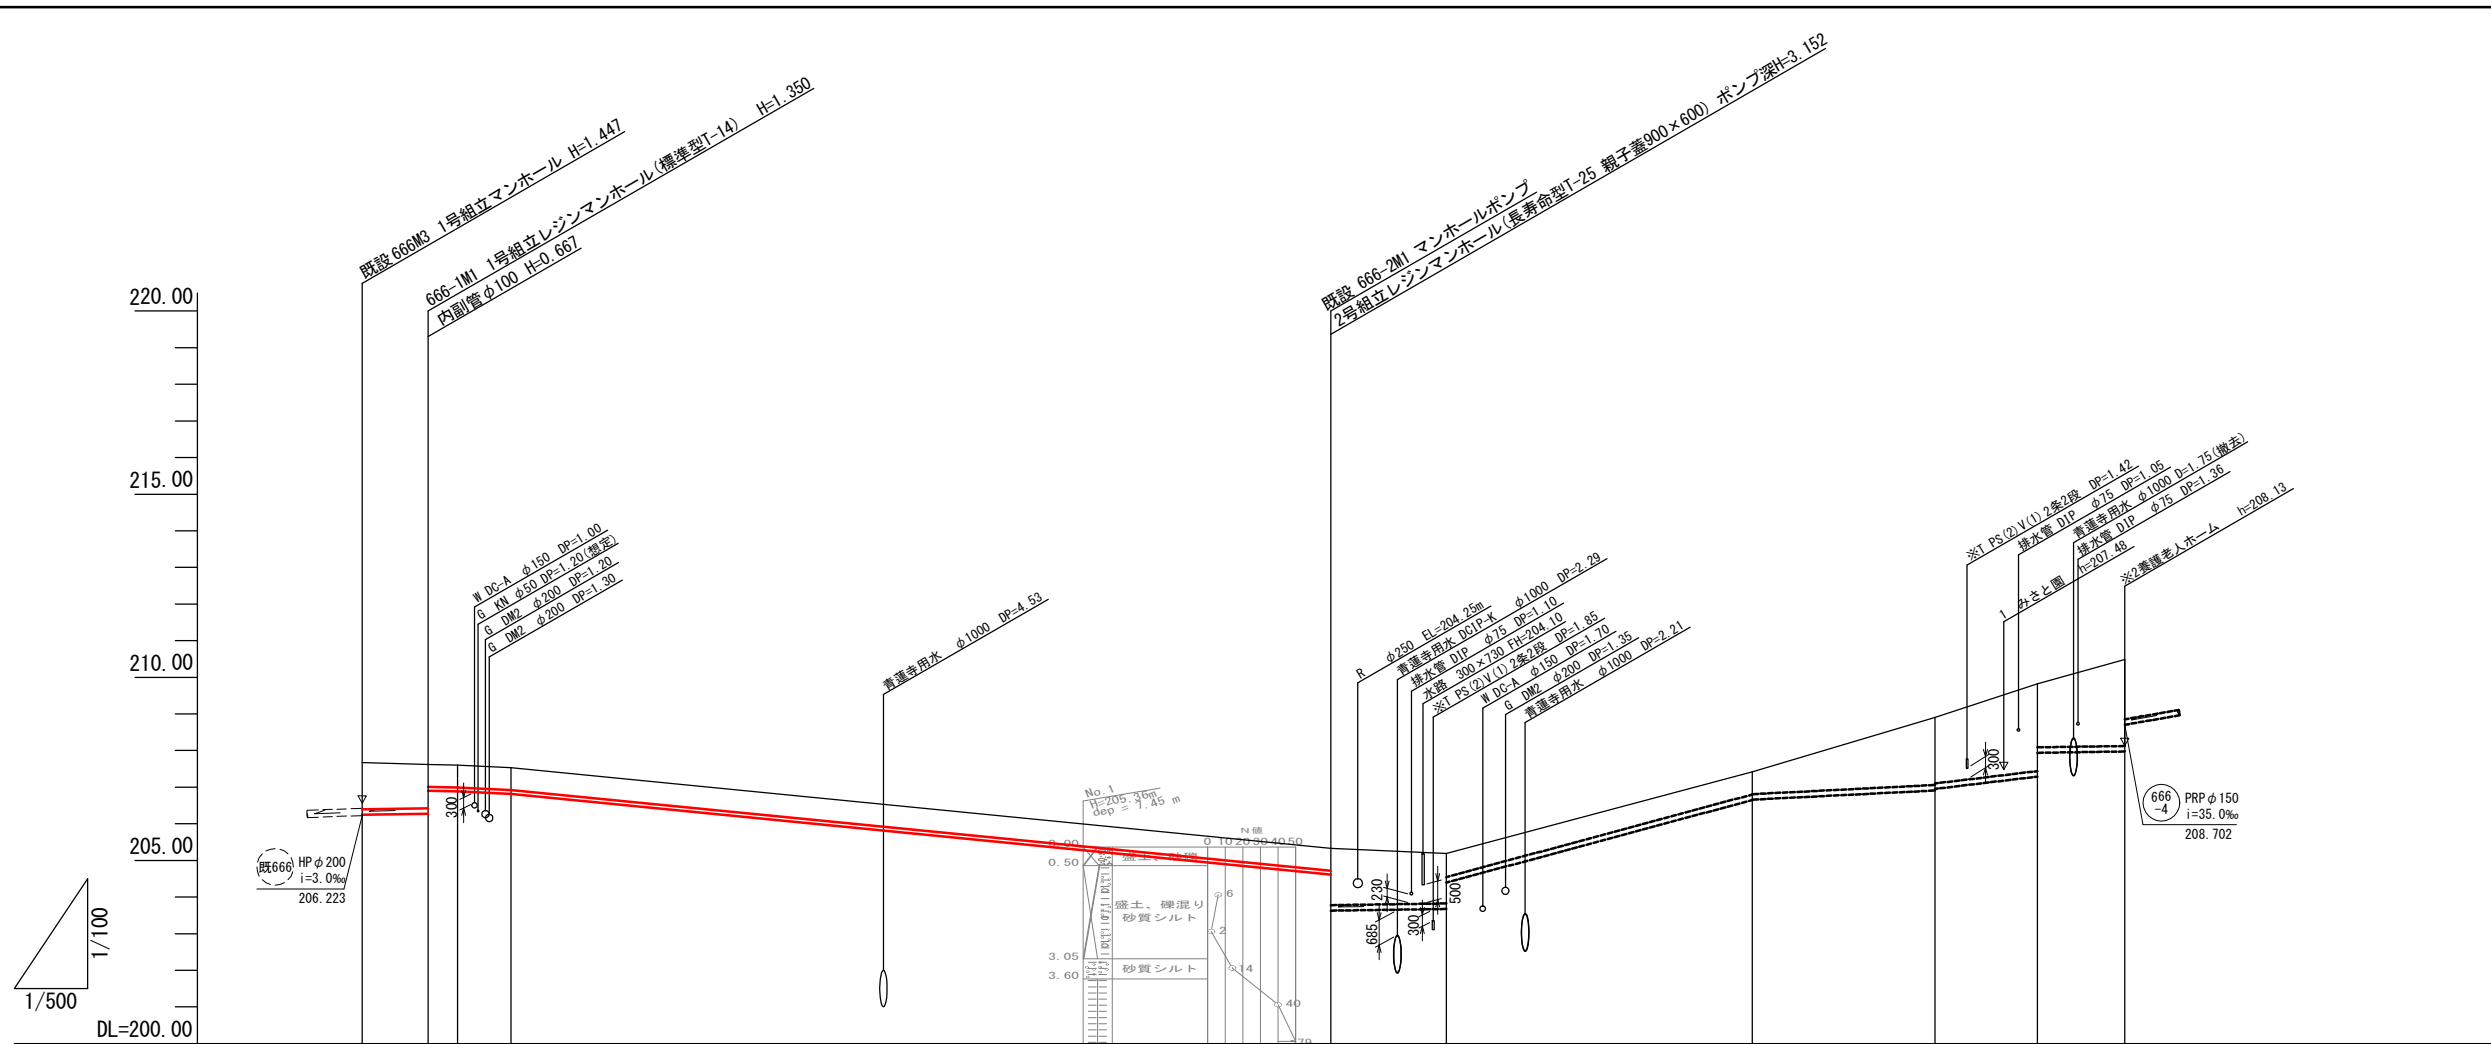 既設666M3 1号組立マンホール H=1.447
666-1M1 1号組立レジンマンホール(標準型T-14) H=1.350
内副管φ100 H=0.667
既設 666-2M1 マンホールポンプ
2号組立レジンマンホール(長寿命型T-25 親子蓋900×600) ポンプ深H=3.152
220.00
215.00
210.00
205.00
DL=200.00
1/100
1/500
W DC-A φ150 DP=1.00
G KN φ50 DP=1.20(想定)
G DM2 φ200 DP=1.20
G DM2 φ200 DP=1.30
300
既666
HPφ200
i=3.0‰
206.223
青蓮寺用水 φ1000 DP=4.53
No.1
H=205.36m
dep = 7.45 m
N値
0 10 20 30 40 50
0.00
0.50
3.05
3.60
盛土、砂礫
盛土、礫混り
砂質シルト
砂質シルト
6
2
14
40
79
R φ250 EL=204.25m
青蓮寺用水 DCIP-K φ1000 DP=2.29
排水管 DIP φ75 DP=1.10
水路 300×730 FH=204.10
※T PS(2)V(1) 2条2段 DP=1.85
W DC-A φ150 DP=1.70
G DM2 φ200 DP=1.35
青蓮寺用水 φ1000 DP=2.21
230
685
300
500
※T PS(2)V(1) 2条2段 DP=1.42
排水管 DIP φ75 DP=1.05
青蓮寺用水 φ1000 D=1.75(撤去)
排水管 DIP φ75 DP=1.36
1 みさと園 h=207.48
※2養護老人ホーム h=208.13
300
666
-4
PRPφ150
i=35.0‰
208.702